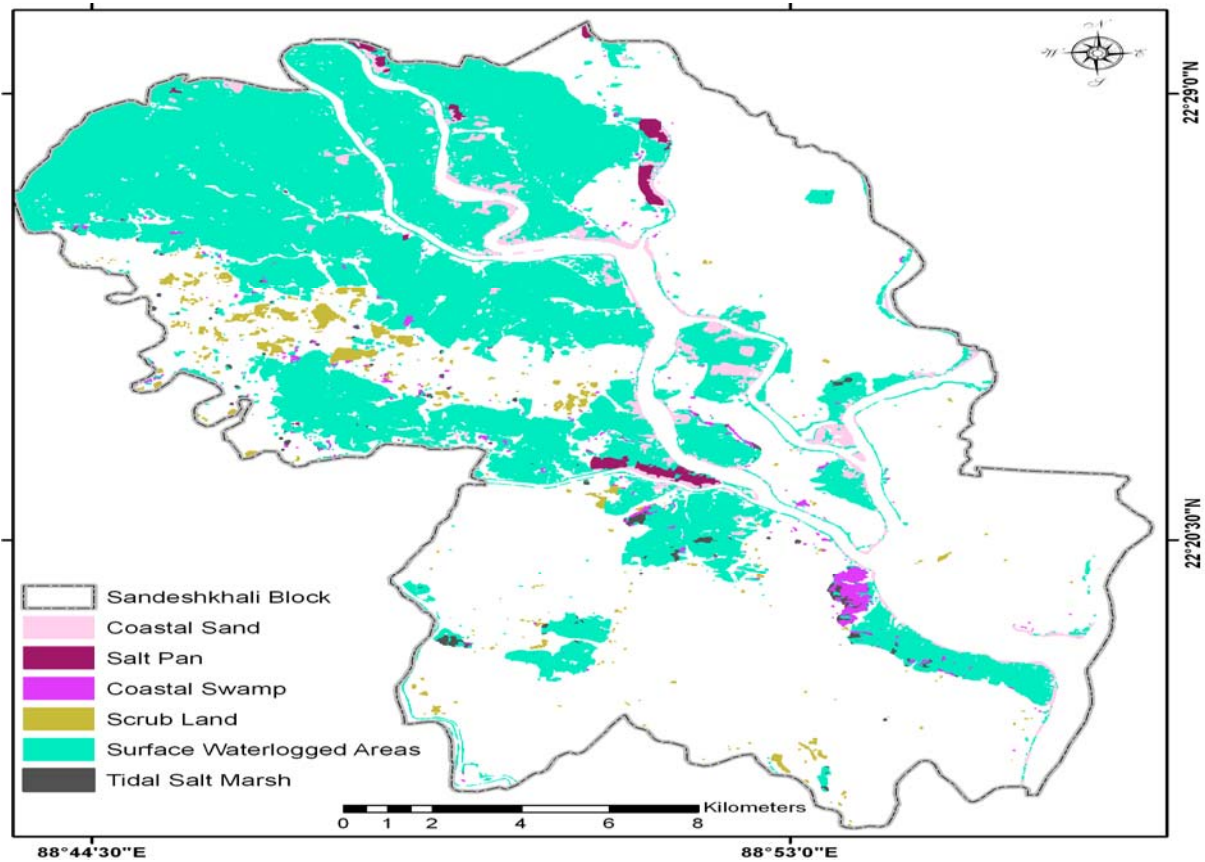 N
W E
S
22°29'0"N
22°20'30"N
Sandeshkhali Block
Coastal Sand
Salt Pan
Coastal Swamp
Scrub Land
Surface Waterlogged Areas
Tidal Salt Marsh
Kilometers
0 1 2 4 6 8
88°44'30"E 88°53'0"E